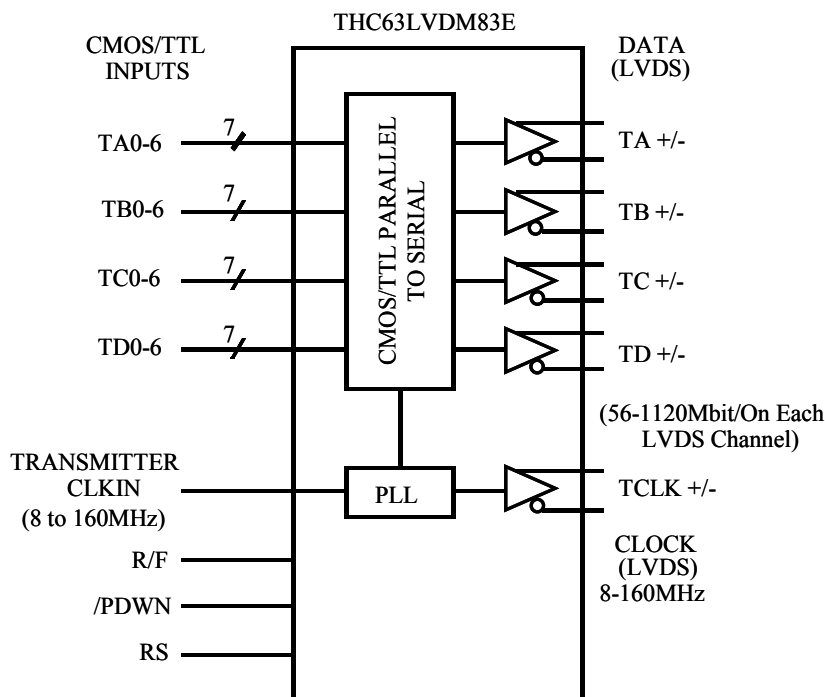 THC63LVDM83E
CMOS/TTL
INPUTS
DATA
(LVDS)
TA0-6
7
TA +/-
TB0-6
7
TB +/-
TC0-6
7
TC +/-
TD0-6
7
TD +/-
CMOS/TTL PARALLEL
TO SERIAL
(56-1120Mbit/On Each
LVDS Channel)
TRANSMITTER
CLKIN
(8 to 160MHz)
PLL
TCLK +/-
CLOCK
(LVDS)
8-160MHz
R/F
/PDWN
RS